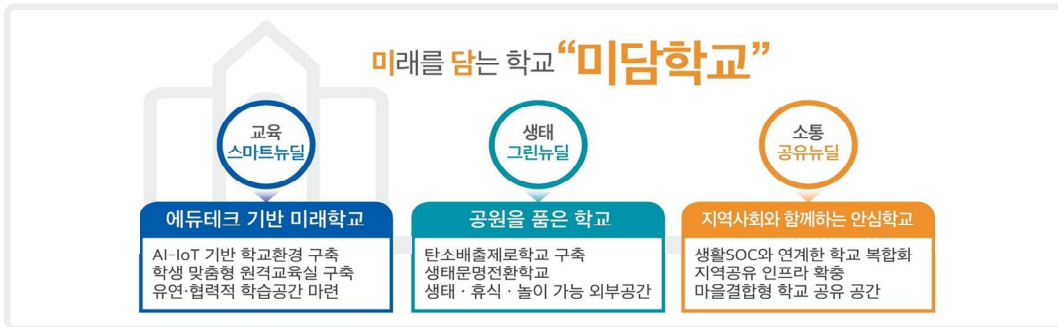 미래를 담는 학교 “미담학교”
교육
스마트뉴딜
에듀테크 기반 미래학교
AI-IoT 기반 학교환경 구축
학생 맞춤형 원격교육실 구축
유연·협력적 학습공간 마련
생태
그린뉴딜
공원을 품은 학교
탄소배출제로학교 구축
생태문명전환학교
생태 · 휴식 · 놀이 가능 외부공간
소통
공유뉴딜
지역사회와 함께하는 안심학교
생활SOC와 연계한 학교 복합화
지역공유 인프라 확충
마을결합형 학교 공유 공간